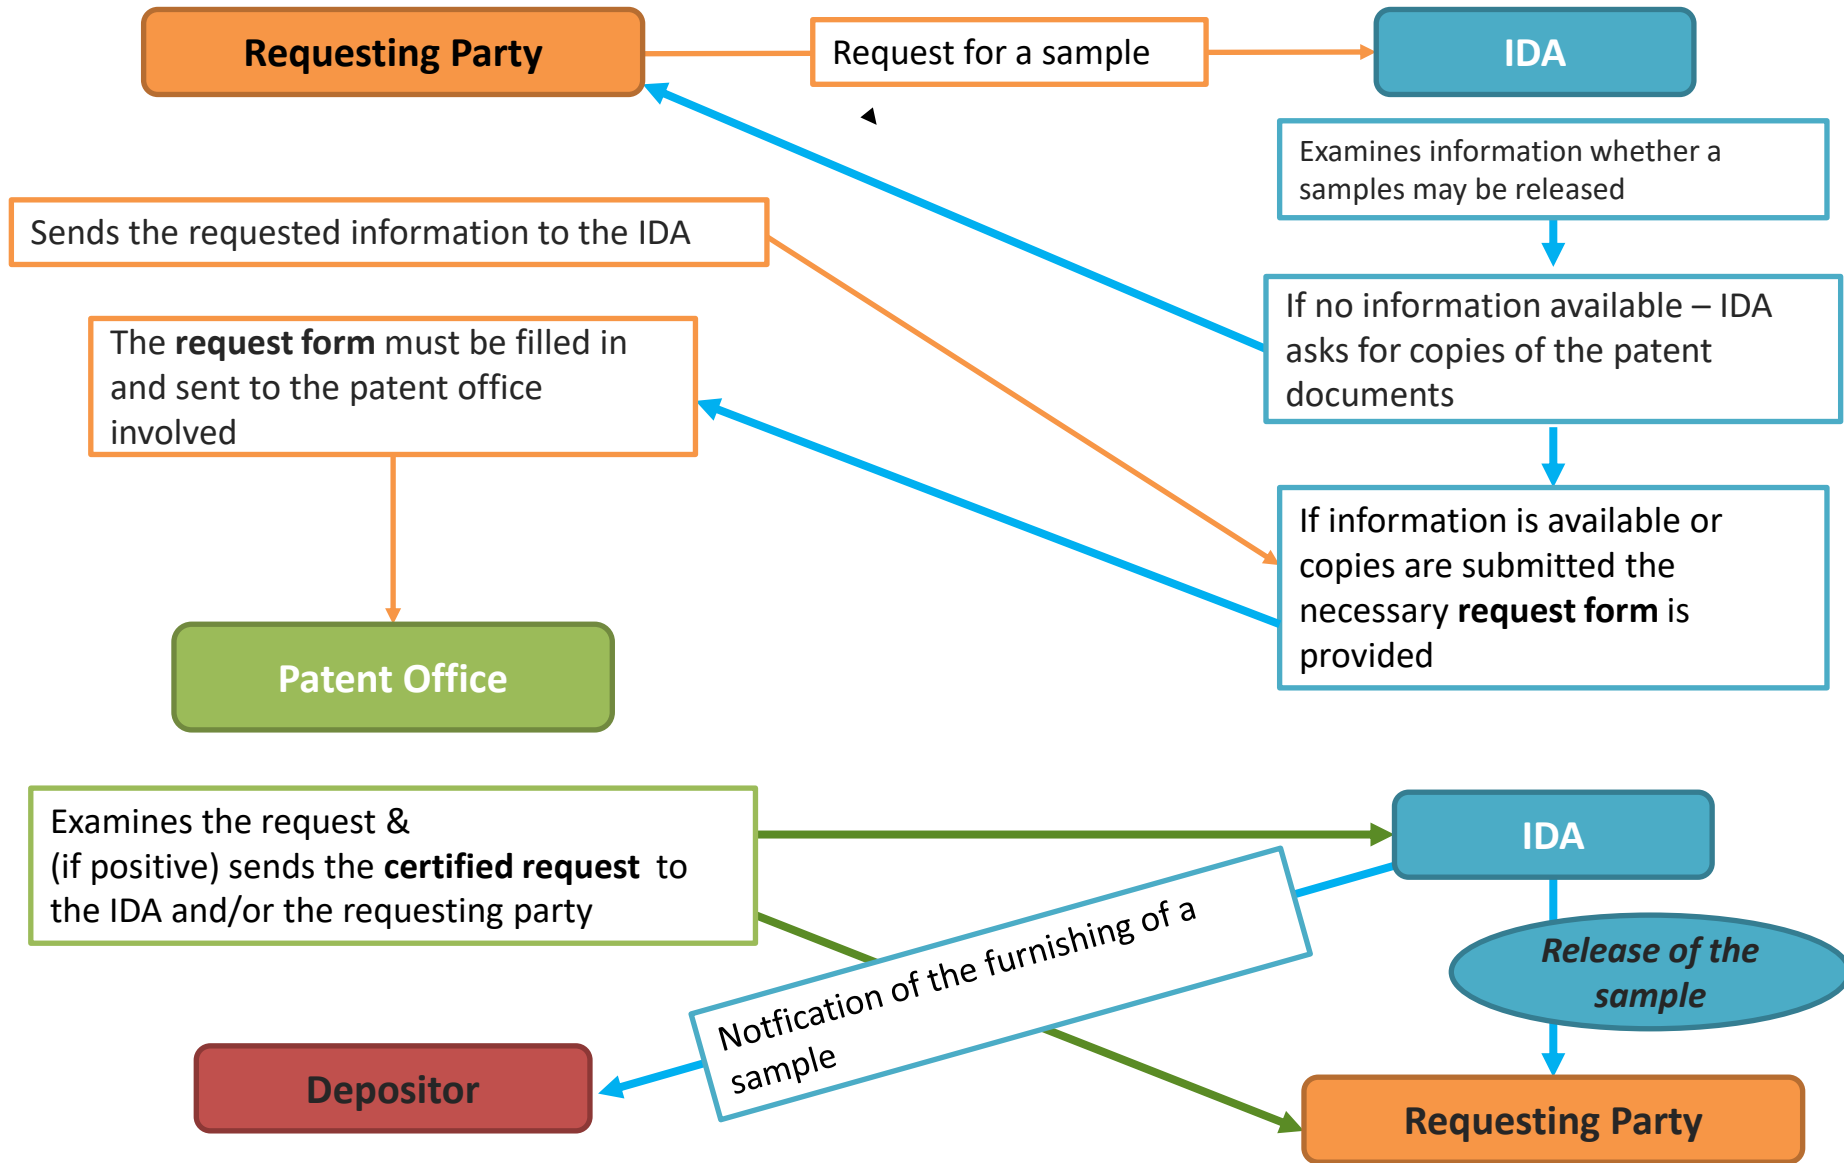 Requesting Party
Request for a sample
IDA
Examines information whether a
samples may be released
Sends the requested information to the IDA
If no information available – IDA
asks for copies of the patent
documents
The request form must be filled in
and sent to the patent office
involved
If information is available or
copies are submitted the
necessary request form is
provided
Patent Office
Examines the request &
(if positive) sends the certified request to
the IDA and/or the requesting party
IDA
Notfication of the furnishing of a
sample
Release of the
sample
Depositor
Requesting Party